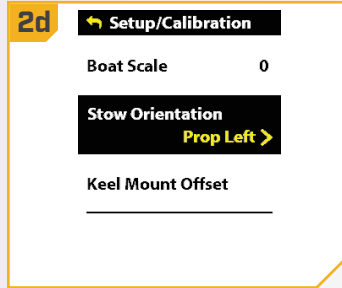 2d
Setup/Calibration
Boat Scale 0
Stow Orientation
Prop Left >
Keel Mount Offset